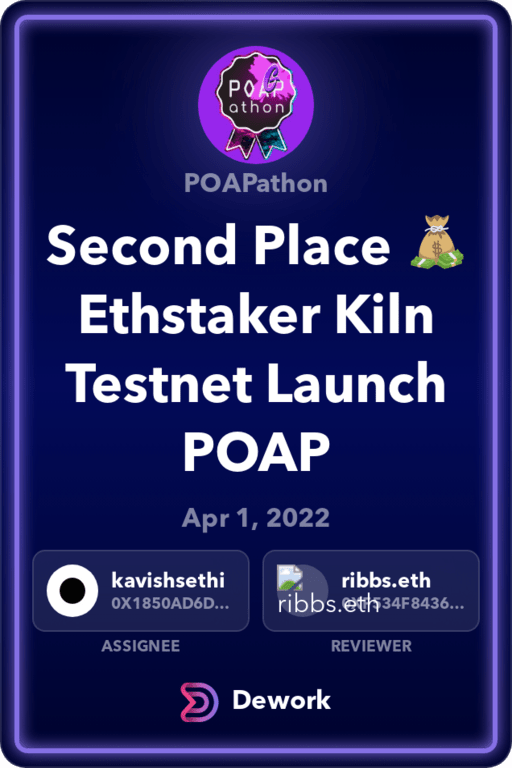 POAP
athon
POAPathon
Second Place 💰
Ethstaker Kiln
Testnet Launch
POAP
Apr 1, 2022
kavishsethi
0X1850AD6D...
ASSIGNEE
ribbs.eth
ribbs.eth
REVIEWER
Dework